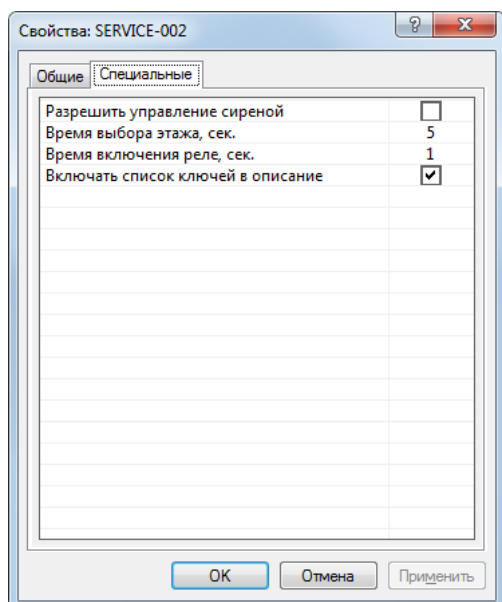 Свойства: SERVICE-002
Общие Специальные
Разрешить управление сиреной
Время выбора этажа, сек. 5
Время включения реле, сек. 1
Включать список ключей в описание
OK Отмена Применить